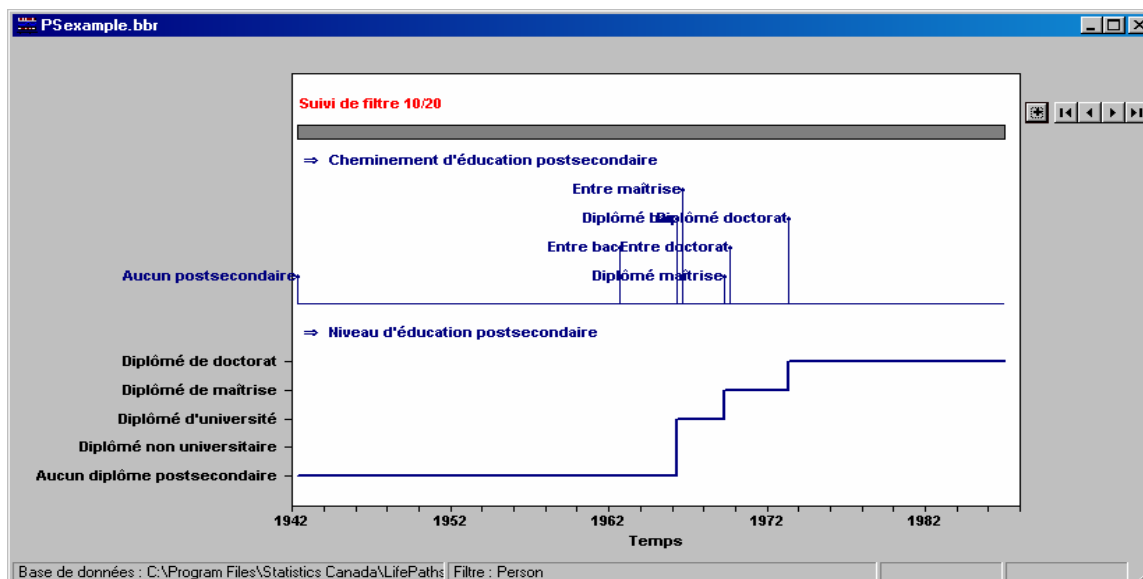 PSexample.bbr
Suivi de filtre 10/20
⇒ Cheminement d'éducation postsecondaire
Entre maîtrise
Diplômé Diplômé doctorat
Entre bac Entre doctorat
Aucun postsecondaire Diplômé maîtrise
⇒ Niveau d'éducation postsecondaire
Diplômé de doctorat
Diplômé de maîtrise
Diplômé d'université
Diplômé non universitaire
Aucun diplôme postsecondaire
1942 1952 1962 1972 1982
Temps
Base de données : C:\Program Files\Statistics Canada\LifePaths Filtre : Person